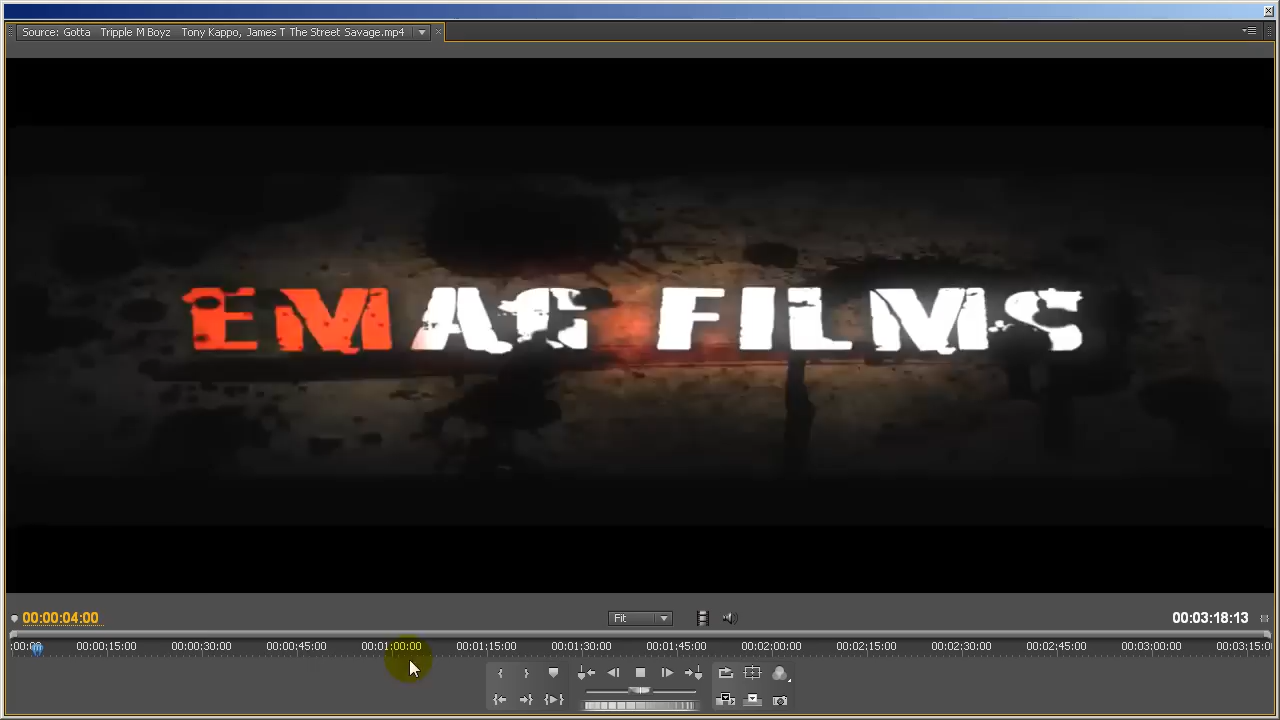 Source: Gotta   Tripple M Boyz   Tony Kappo, James T The Street Savage.mp4
EMAG FILMS
00:00:04:00
Fit
00:03:18:13
;00;00 00:00:15:00 00:00:30:00 00:00:45:00 00:01:00:00 00:01:15:00 00:01:30:00 00:01:45:00 00:02:00:00 00:02:15:00 00:02:30:00 00:02:45:00 00:03:00:00 00:03:15:0